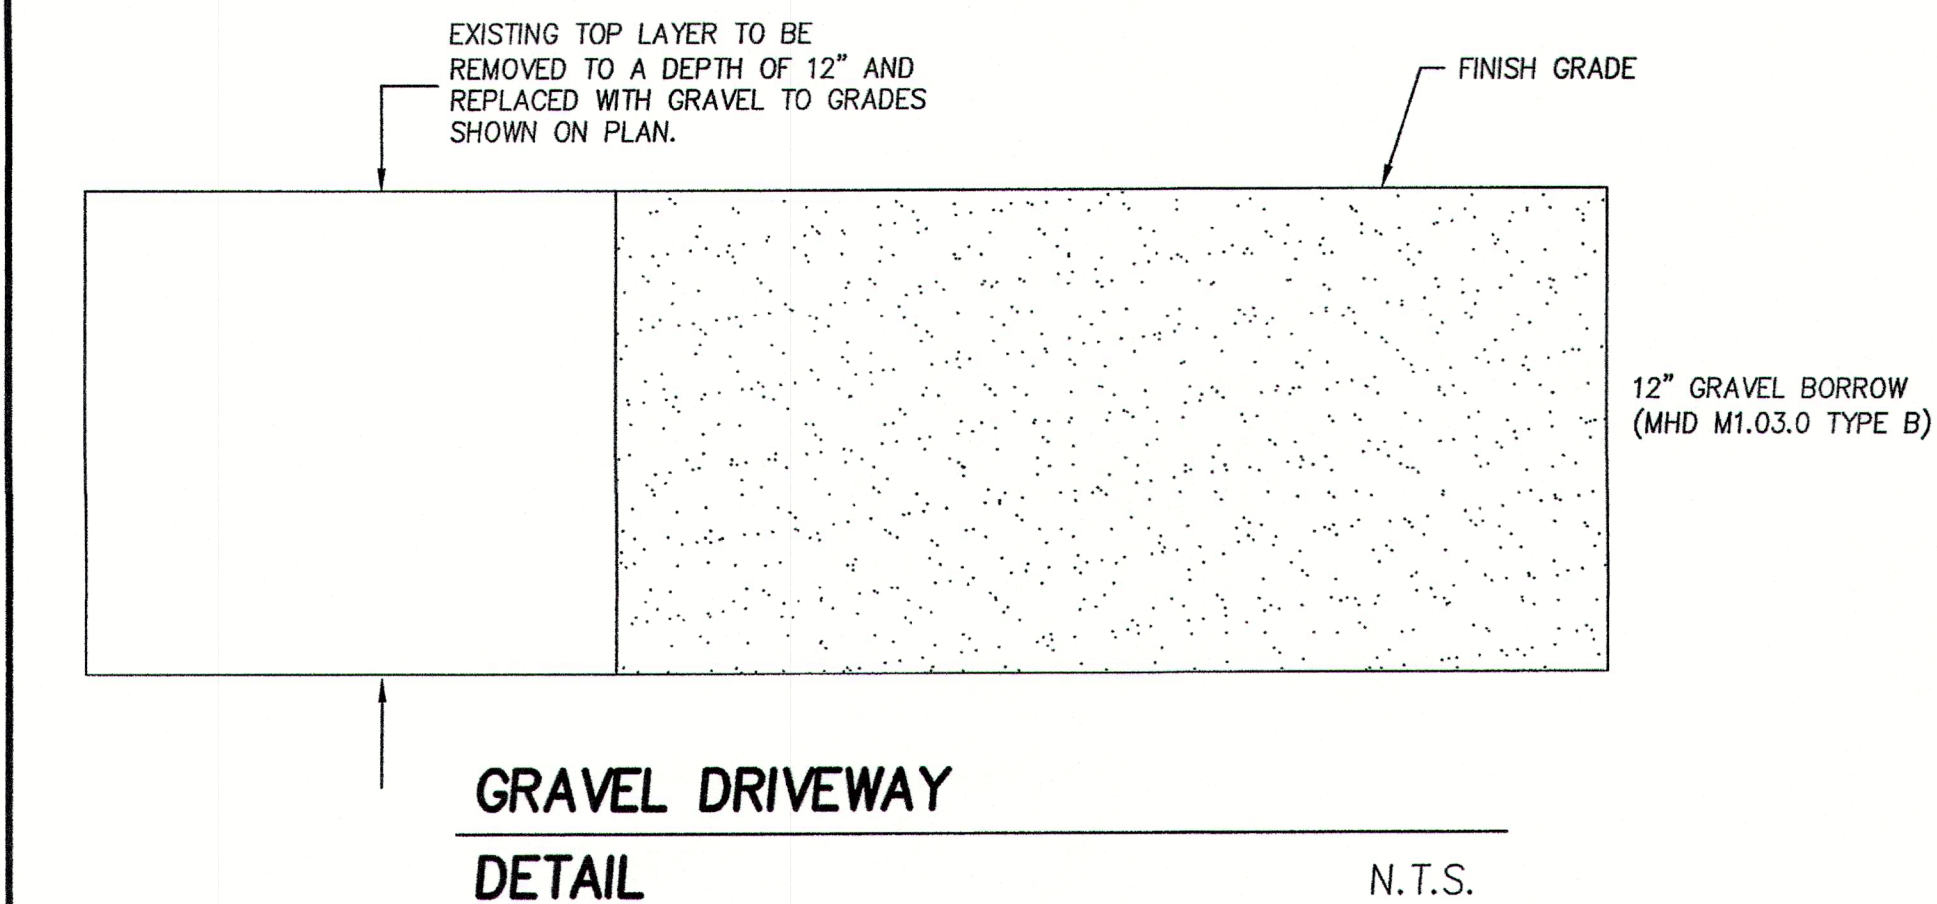 EXISTING TOP LAYER TO BE
REMOVED TO A DEPTH OF 12" AND
REPLACED WITH GRAVEL TO GRADES
SHOWN ON PLAN.
FINISH GRADE
12" GRAVEL BORROW
(MHD M1.03.0 TYPE B)
GRAVEL DRIVEWAY
DETAIL
N.T.S.